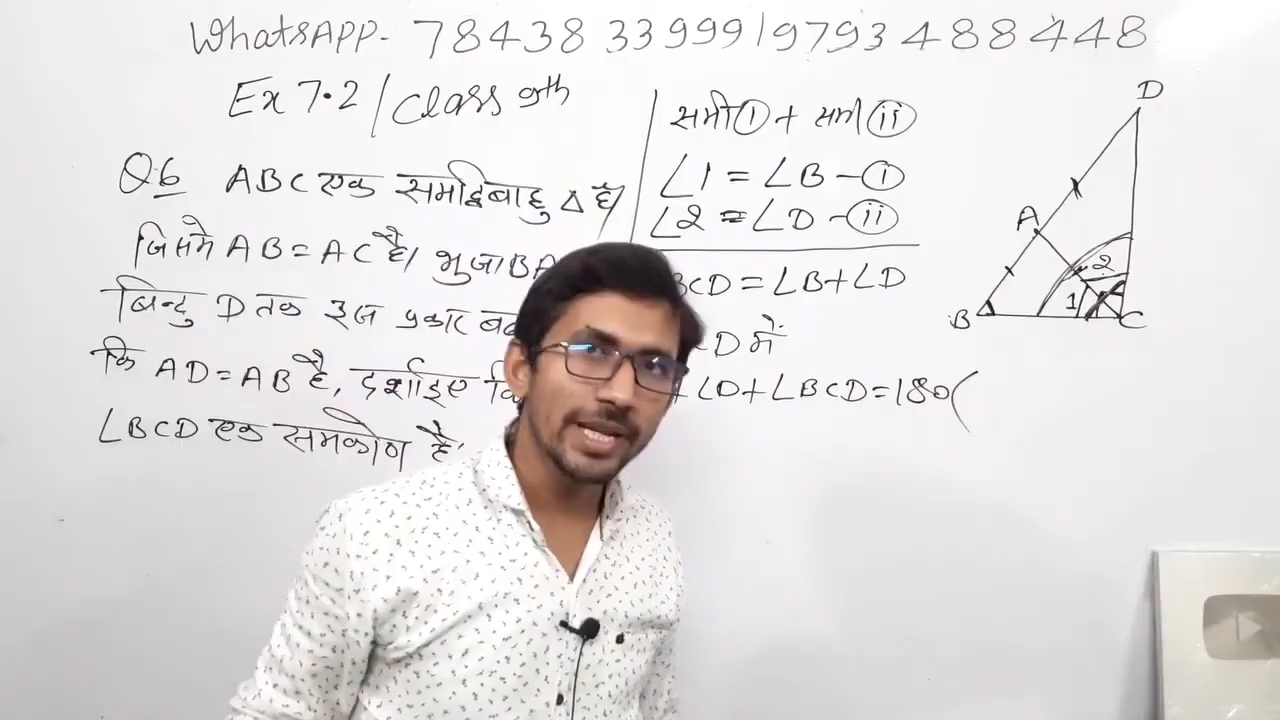 WhatsAPP- 78438 33999 / 9793 488448
Ex 7.2 / Class 9th
Q6 ABC एक समद्विबाहु Δ है
जिसमे AB = AC है। भुजा BA
बिन्दु D तक इस प्रकार
कि AD = AB है, दर्शाइए
∠BCD एक समकोण है
समी ① + समी ⓘⓘ
∠1 = ∠B - ⓘ
∠2 = ∠D - ⓘⓘ
BCD = ∠B + ∠D
D में
+ ∠D + ∠BCD = 180 (
D
A
2
1
B
C